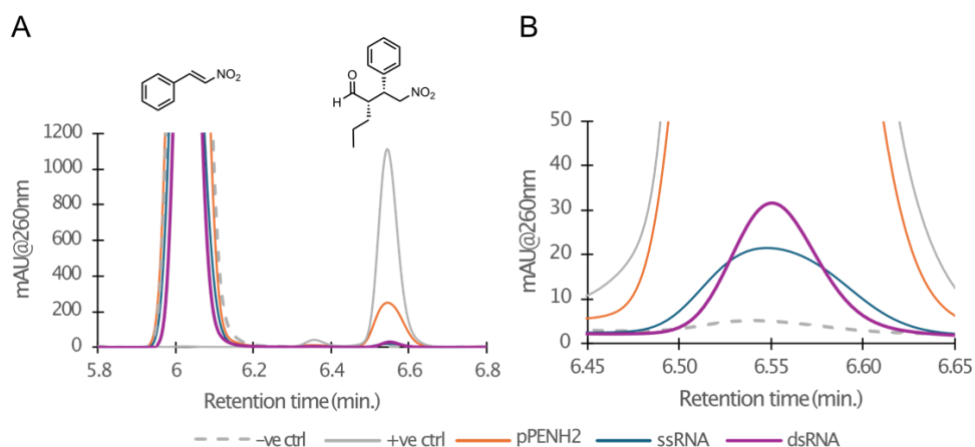 A
B
NO₂
O
H
NO₂
1200
1000
800
600
400
200
0
mAU@260nm
5.8 6 6.2 6.4 6.6 6.8
Retention time (min.)
50
40
30
20
10
0
mAU@260nm
6.45 6.50 6.55 6.60 6.65
Retention time (min.)
–ve ctrl +ve ctrl pPENH2 ssRNA dsRNA